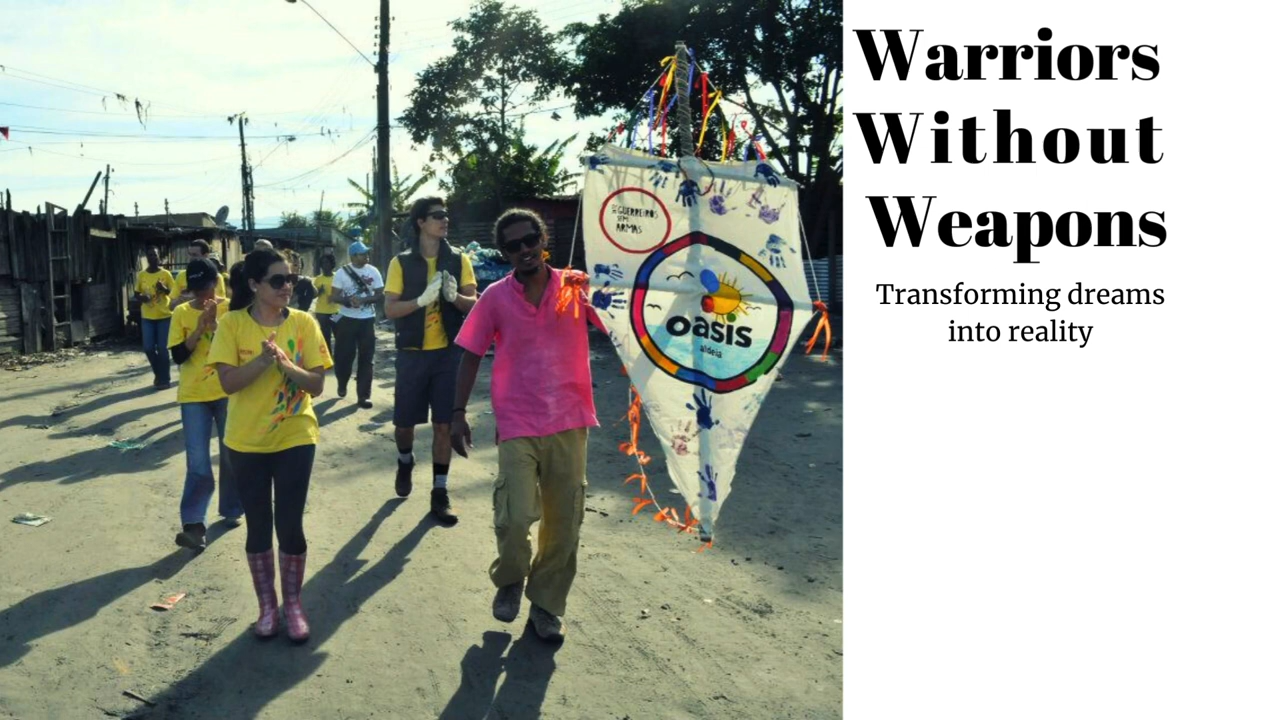 Warriors
Without
Weapons
Transforming dreams
into reality
GUERREIROS
SEM
ARMAS
oasis
aldeia